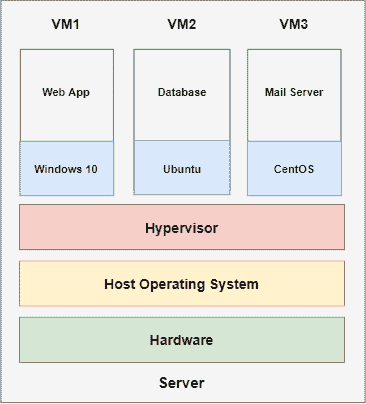 VM1 VM2 VM3
Web App Database Mail Server
Windows 10 Ubuntu CentOS
Hypervisor
Host Operating System
Hardware
Server